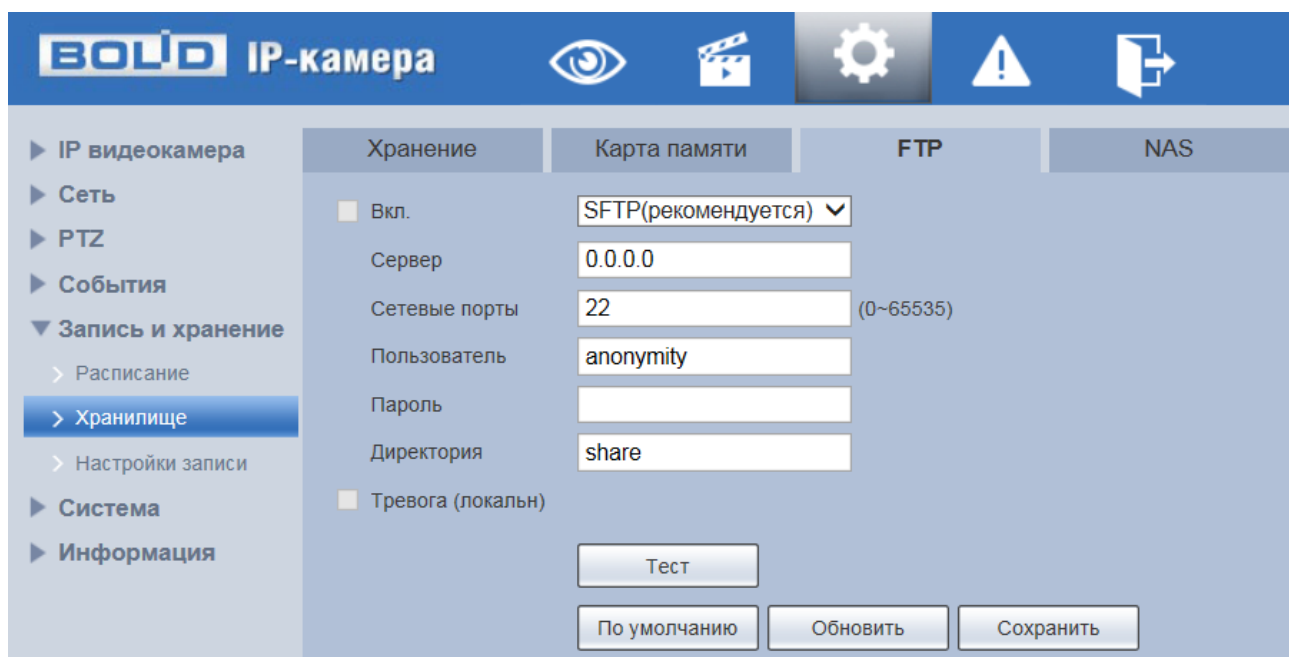 BOLID IP-камера
IP видеокамера
Сеть
PTZ
События
Запись и хранение
Расписание
Хранилище
Настройки записи
Система
Информация
Хранение Карта памяти FTP NAS
Вкл. SFTP(рекомендуется)
Сервер 0.0.0.0
Сетевые порты 22 (0~65535)
Пользователь anonymity
Пароль
Директория share
Тревога (локальн)
Тест
По умолчанию Обновить Сохранить